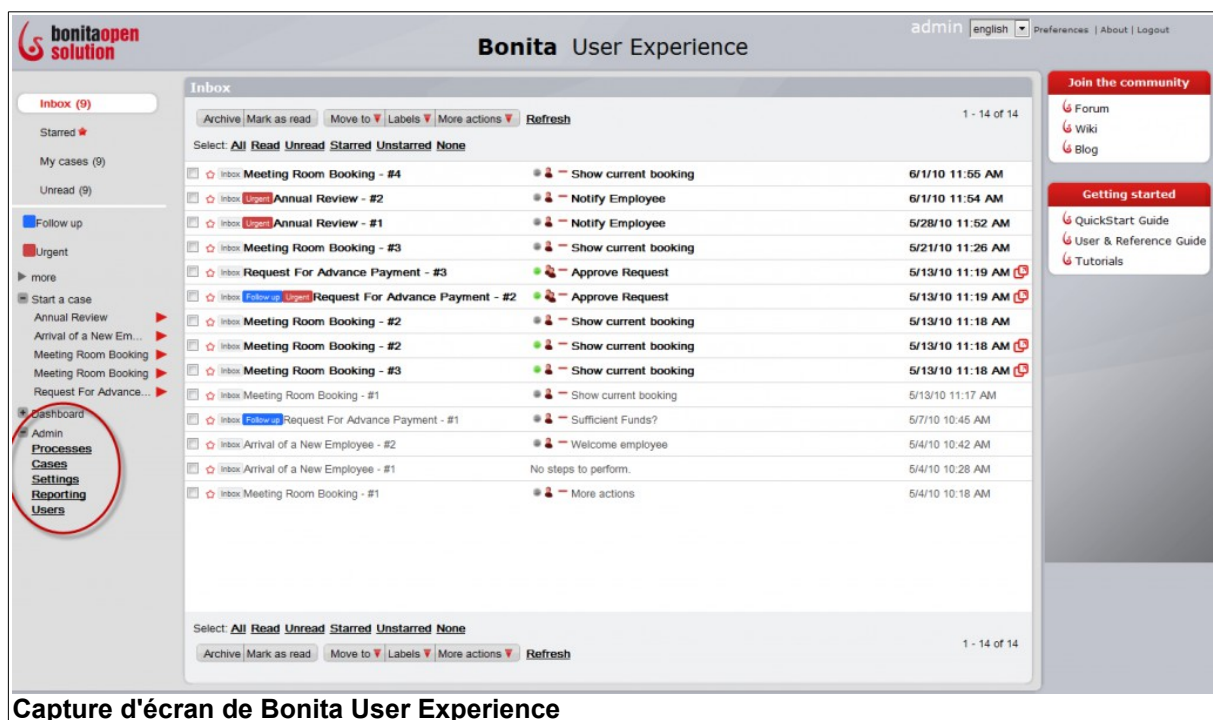 bonitaopen
solution
Bonita User Experience
admin english Preferences | About | Logout
Inbox (9)
Starred
My cases (9)
Unread (9)
Follow up
Urgent
more
Start a case
Annual Review
Arrival of a New Em...
Meeting Room Booking
Meeting Room Booking
Request For Advance...
Dashboard
Admin
Processes
Cases
Settings
Reporting
Users
Inbox
Archive Mark as read Move to Labels More actions Refresh 1 - 14 of 14
Select: All Read Unread Starred Unstarred None
Inbox Meeting Room Booking - #4 Show current booking 6/1/10 11:55 AM
Inbox Urgent Annual Review - #2 Notify Employee 6/1/10 11:54 AM
Inbox Urgent Annual Review - #1 Notify Employee 5/28/10 11:52 AM
Inbox Meeting Room Booking - #3 Show current booking 5/21/10 11:26 AM
Inbox Request For Advance Payment - #3 Approve Request 5/13/10 11:19 AM
Inbox Follow up Urgent Request For Advance Payment - #2 Approve Request 5/13/10 11:19 AM
Inbox Meeting Room Booking - #2 Show current booking 5/13/10 11:18 AM
Inbox Meeting Room Booking - #2 Show current booking 5/13/10 11:18 AM
Inbox Meeting Room Booking - #3 Show current booking 5/13/10 11:18 AM
Inbox Meeting Room Booking - #1 Show current booking 5/13/10 11:17 AM
Inbox Follow up Request For Advance Payment - #1 Sufficient Funds? 5/7/10 10:45 AM
Inbox Arrival of a New Employee - #2 Welcome employee 5/4/10 10:42 AM
Inbox Arrival of a New Employee - #1 No steps to perform. 5/4/10 10:28 AM
Inbox Meeting Room Booking - #1 More actions 5/4/10 10:18 AM
Select: All Read Unread Starred Unstarred None
Archive Mark as read Move to Labels More actions Refresh 1 - 14 of 14
Join the community
Forum
Wiki
Blog
Getting started
QuickStart Guide
User & Reference Guide
Tutorials
Capture d'écran de Bonita User Experience